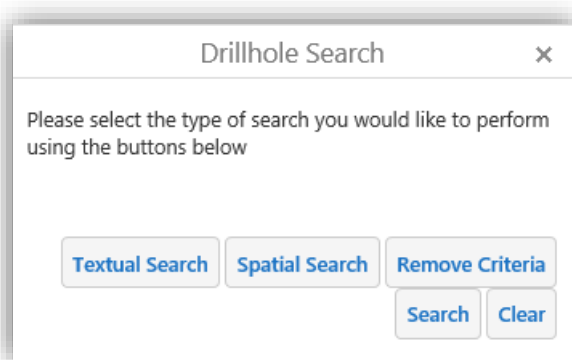 Drillhole Search ×
Please select the type of search you would like to perform
using the buttons below
Textual Search Spatial Search Remove Criteria
Search Clear